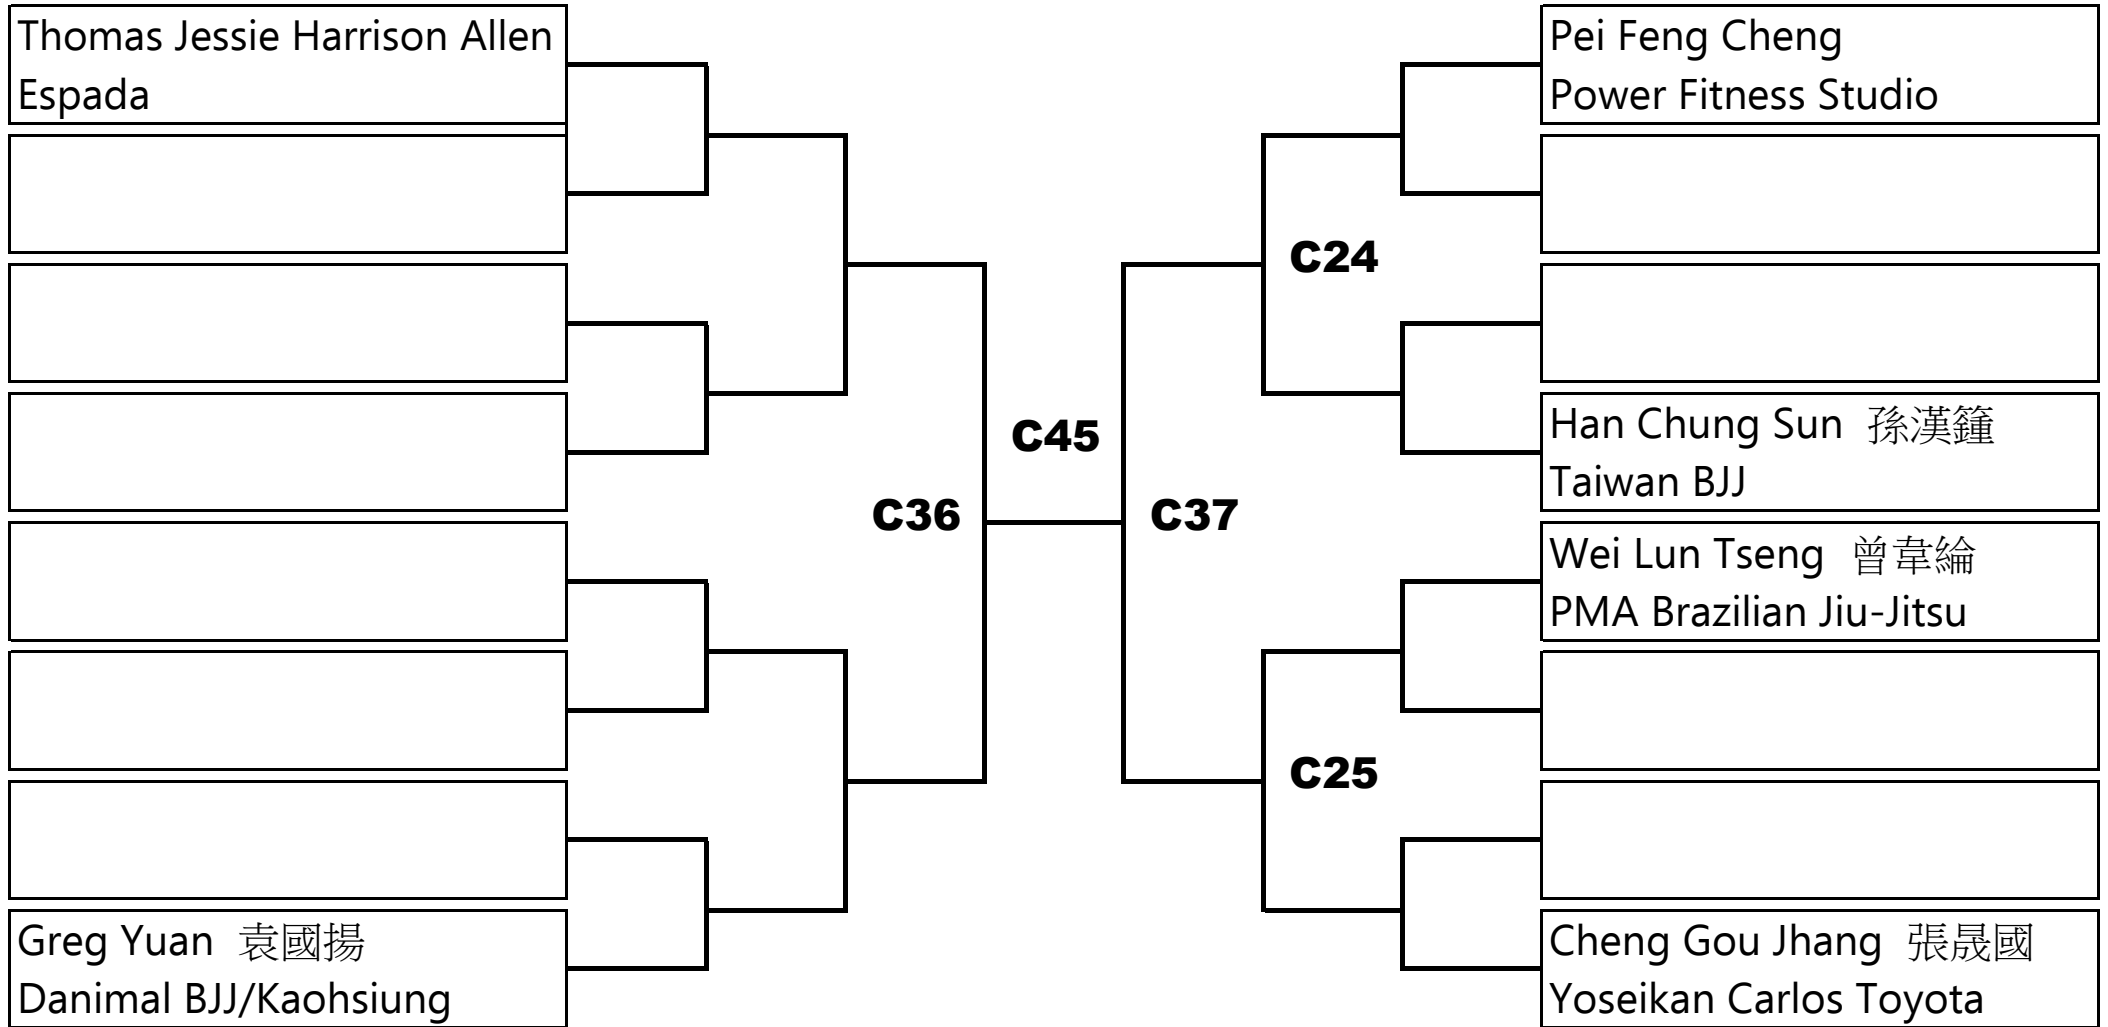 Thomas Jessie Harrison Allen
Espada
Greg Yuan 袁國揚
Danimal BJJ/Kaohsiung
C36
C45
C37
C24
C25
Pei Feng Cheng
Power Fitness Studio
Han Chung Sun 孫漢鍾
Taiwan BJJ
Wei Lun Tseng 曾韋綸
PMA Brazilian Jiu-Jitsu
Cheng Gou Jhang 張晟國
Yoseikan Carlos Toyota